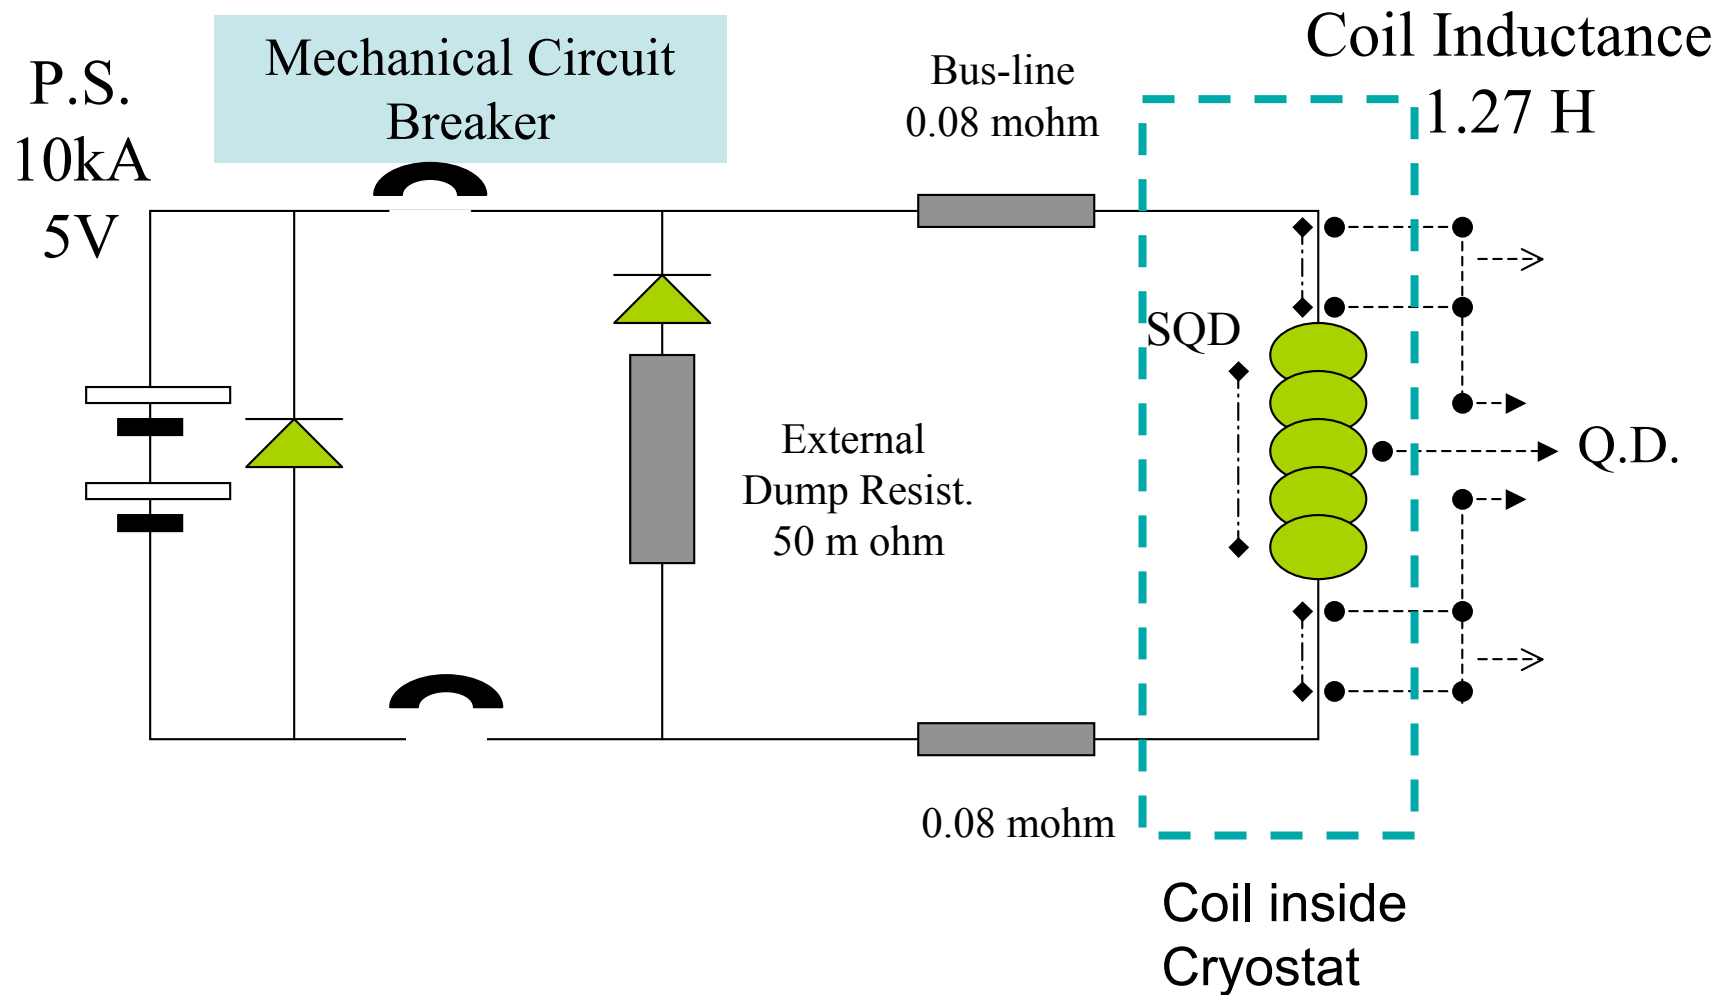 P.S.
10kA
5V
Mechanical Circuit
Breaker
Bus-line
0.08 mohm
Coil Inductance
1.27 H
SQD
External
Dump Resist.
50 m ohm
Q.D.
0.08 mohm
Coil inside
Cryostat